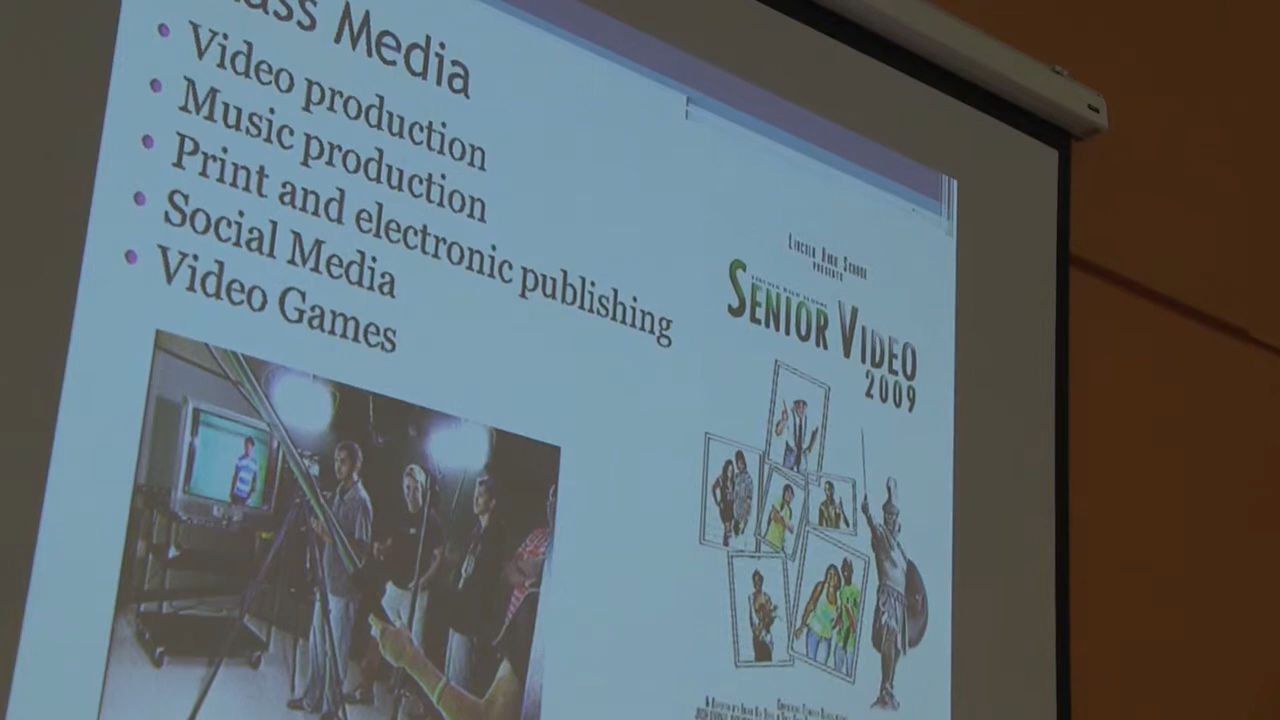 Media
Video production
Music production
Print and electronic publishing
Social Media
Video Games
LINCOLN HIGH SCHOOL
PRESENTS
SENIOR VIDEO
2009